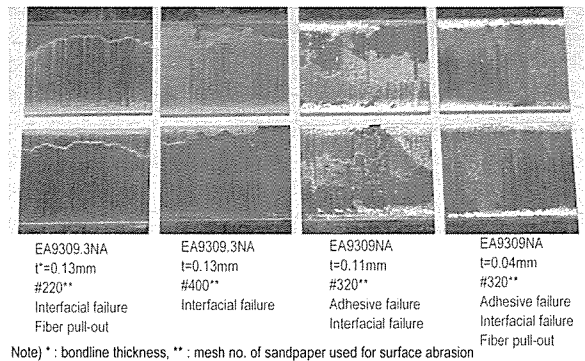 EA9309.3NA
t*=0.13mm
#220**
Interfacial failure
Fiber pull-out
EA9309.3NA
t=0.13mm
#400**
Interfacial failure
EA9309NA
t=0.11mm
#320**
Adhesive failure
Interfacial failure
EA9309NA
t=0.04mm
#320**
Adhesive failure
Interfacial failure
Fiber pull-out
Note) * : bondline thickness, ** : mesh no. of sandpaper used for surface abrasion